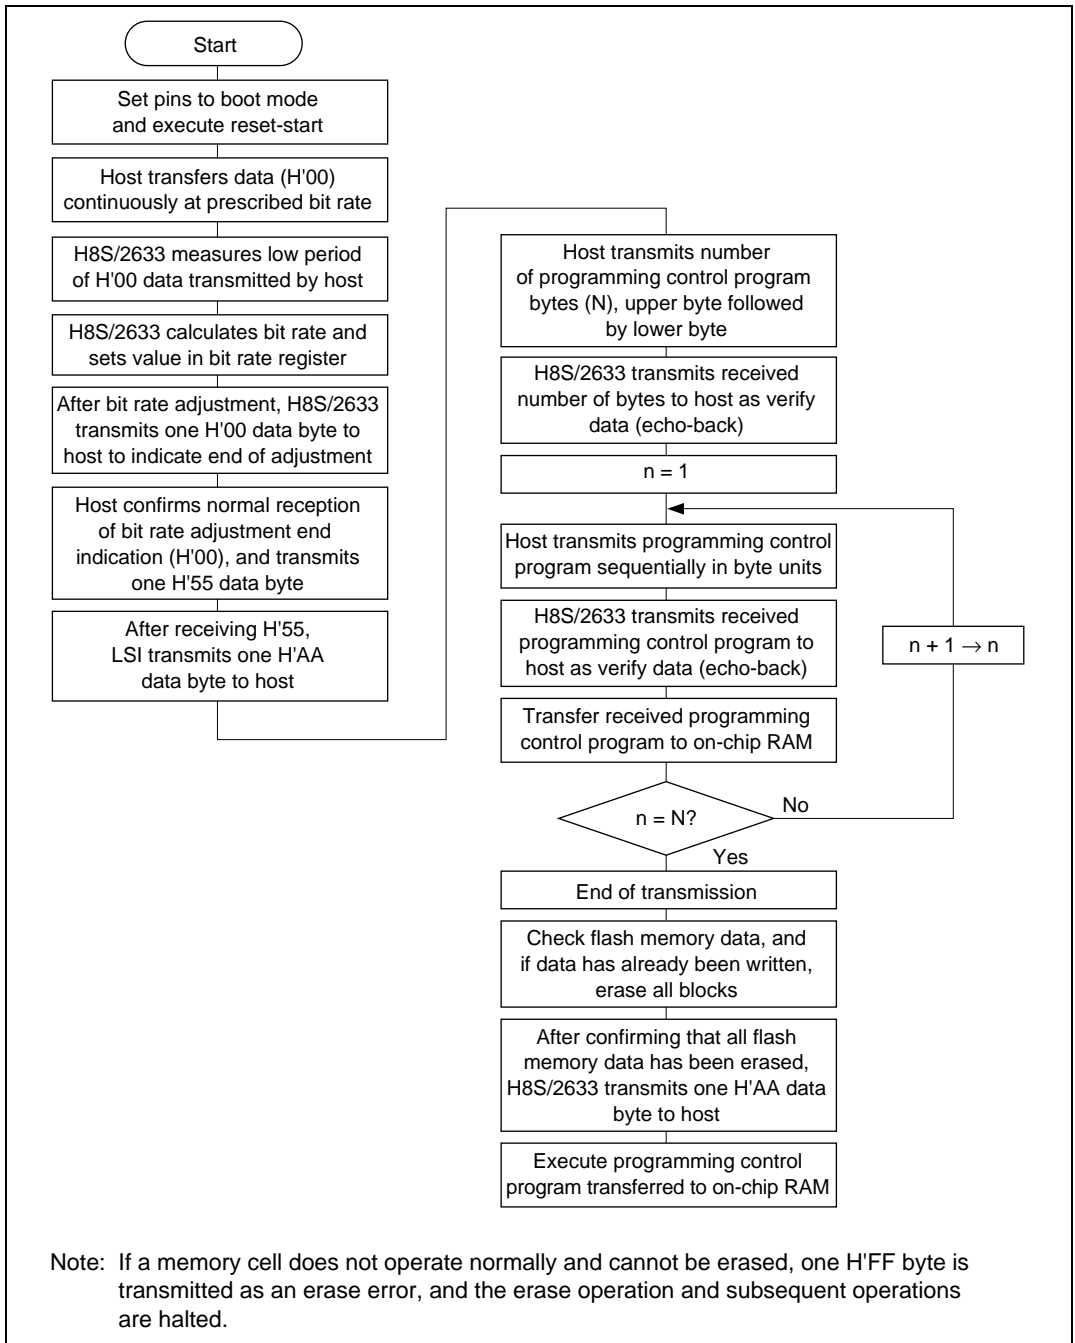 Start
Set pins to boot mode
and execute reset-start
Host transfers data (H'00)
continuously at prescribed bit rate
H8S/2633 measures low period
of H'00 data transmitted by host
H8S/2633 calculates bit rate and
sets value in bit rate register
After bit rate adjustment, H8S/2633
transmits one H'00 data byte to
host to indicate end of adjustment
Host confirms normal reception
of bit rate adjustment end
indication (H'00), and transmits
one H'55 data byte
After receiving H'55,
LSI transmits one H'AA
data byte to host
Host transmits number
of programming control program
bytes (N), upper byte followed
by lower byte
H8S/2633 transmits received
number of bytes to host as verify
data (echo-back)
n = 1
Host transmits programming control
program sequentially in byte units
H8S/2633 transmits received
programming control program to
host as verify data (echo-back)
n + 1 → n
Transfer received programming
control program to on-chip RAM
n = N?
No
Yes
End of transmission
Check flash memory data, and
if data has already been written,
erase all blocks
After confirming that all flash
memory data has been erased,
H8S/2633 transmits one H'AA data
byte to host
Execute programming control
program transferred to on-chip RAM
Note: If a memory cell does not operate normally and cannot be erased, one H'FF byte is
transmitted as an erase error, and the erase operation and subsequent operations
are halted.